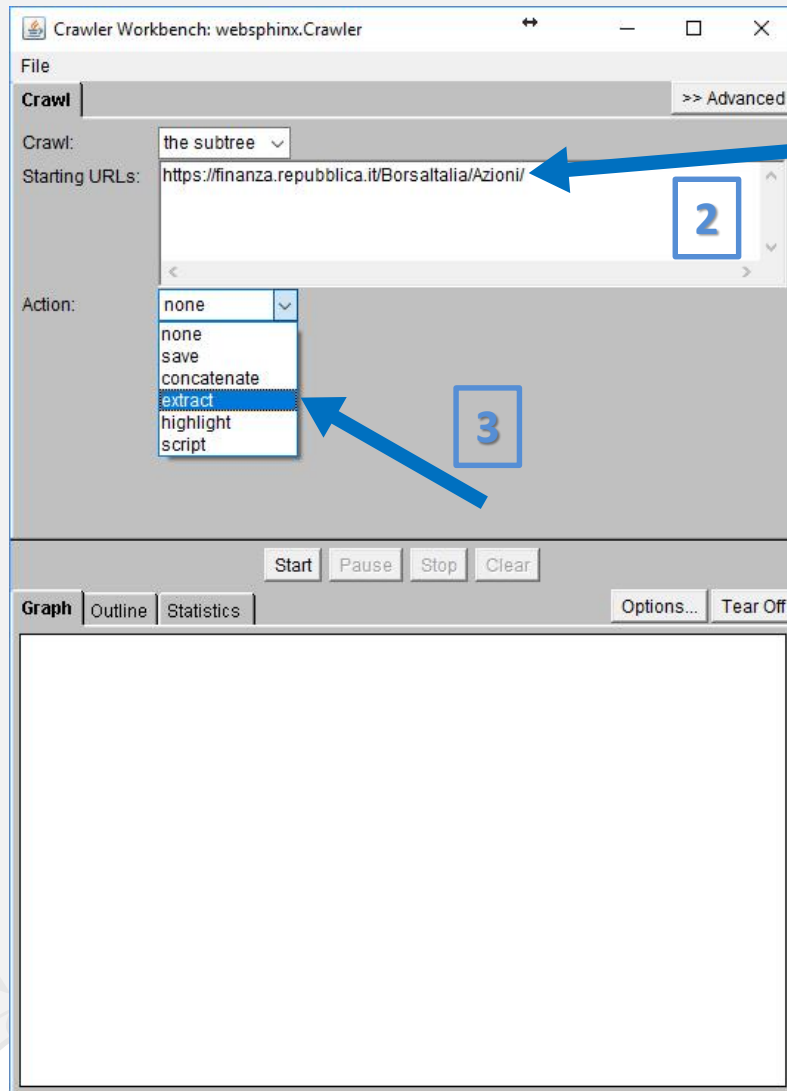 Crawler Workbench: websphinx.Crawler
File
Crawl >> Advanced
Crawl: the subtree
Starting URLs: https://finanza.repubblica.it/BorsaItalia/Azioni/
2
Action: none
none
save
concatenate
extract
highlight
script
3
Start Pause Stop Clear
Graph Outline Statistics Options... Tear Off